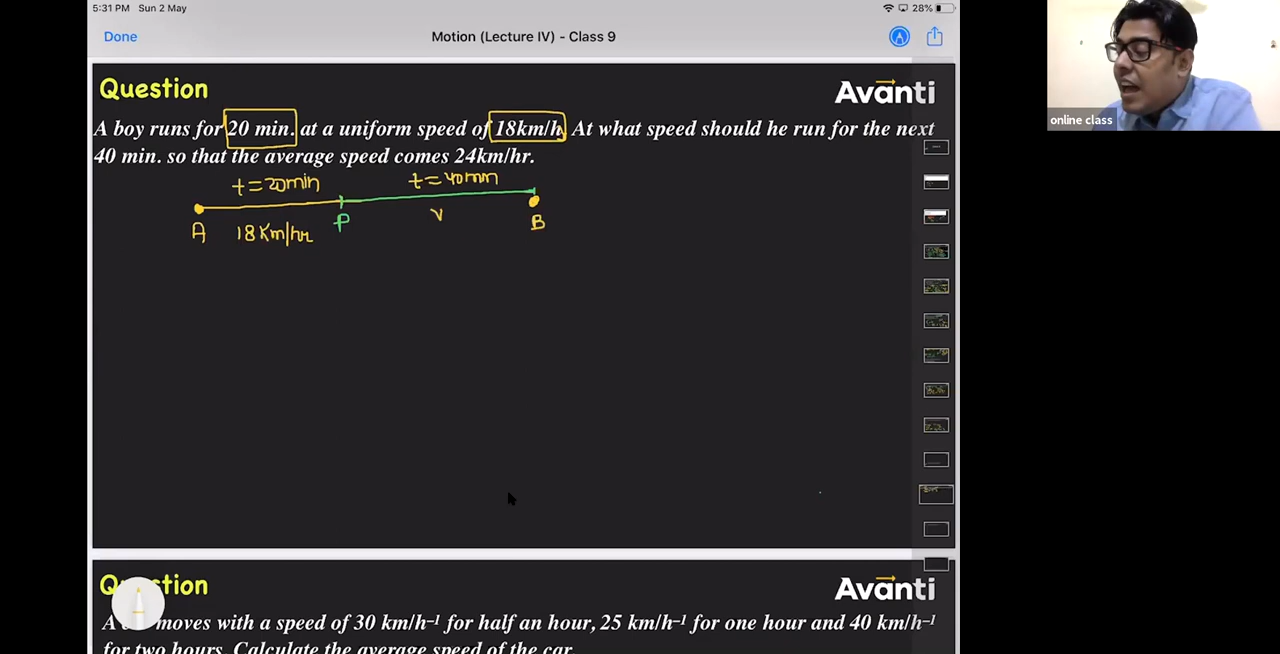 5:31 PM Sun 2 May
28%
Done
Motion (Lecture IV) - Class 9
Question
Avanti
A boy runs for 20 min. at a uniform speed of 18km/h. At what speed should he run for the next
40 min. so that the average speed comes 24km/hr.
t=20min t=40min
A 18Km/hr P v B
online class
Question
Avanti
moves with a speed of 30 km/h⁻¹ for half an hour, 25 km/h⁻¹ for one hour and 40 km/h⁻¹
for two hours. Calculate the average speed of the car.